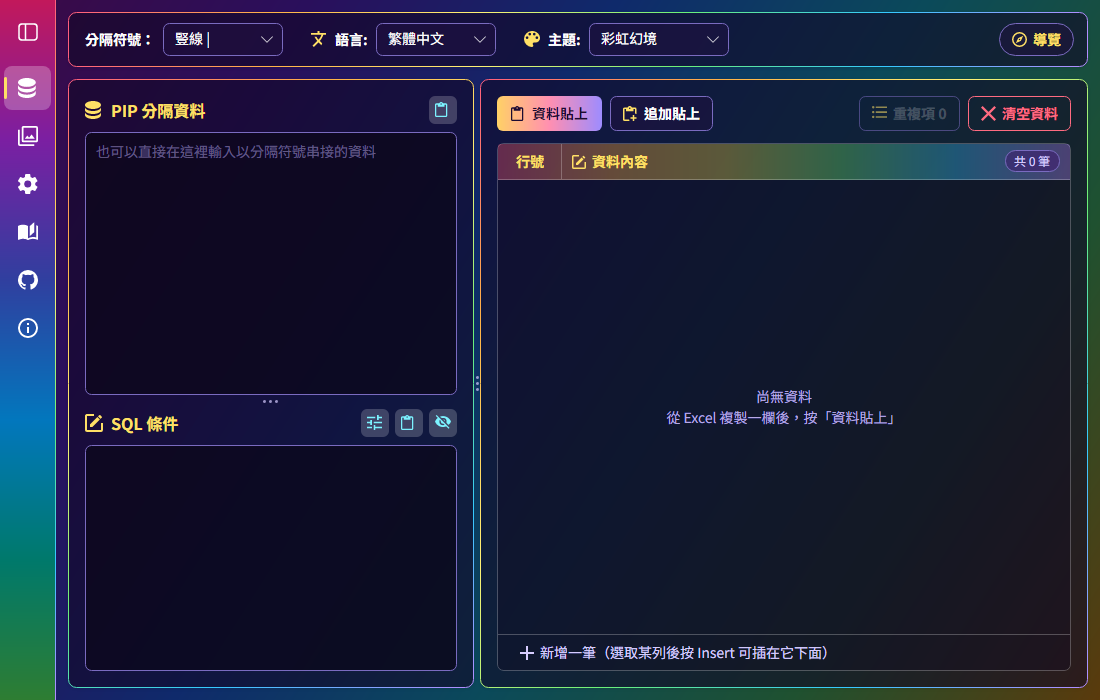 分隔符號： 豎線 | 語言: 繁體中文 主題: 彩虹幻境 導覽
PIP 分隔資料
也可以直接在這裡輸入以分隔符號串接的資料
SQL 條件
資料貼上 追加貼上 重複項 0 清空資料
行號 資料內容 共 0 筆
尚無資料
從 Excel 複製一欄後，按「資料貼上」
新增一筆（選取某列後按 Insert 可插在它下面）